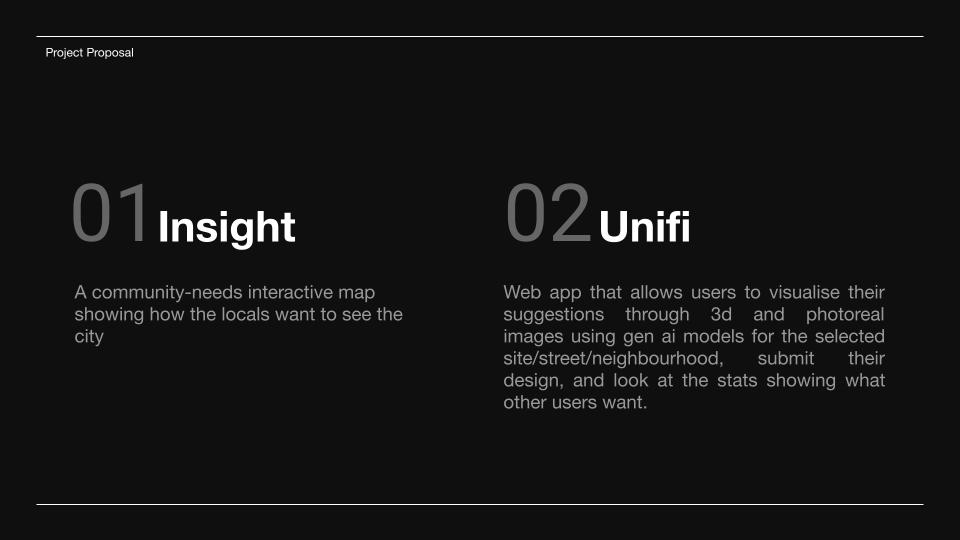 Project Proposal
01 Insight
A community-needs interactive map
showing how the locals want to see the
city
02 Unifi
Web app that allows users to visualise their
suggestions through 3d and photoreal
images using gen ai models for the selected
site/street/neighbourhood, submit their
design, and look at the stats showing what
other users want.